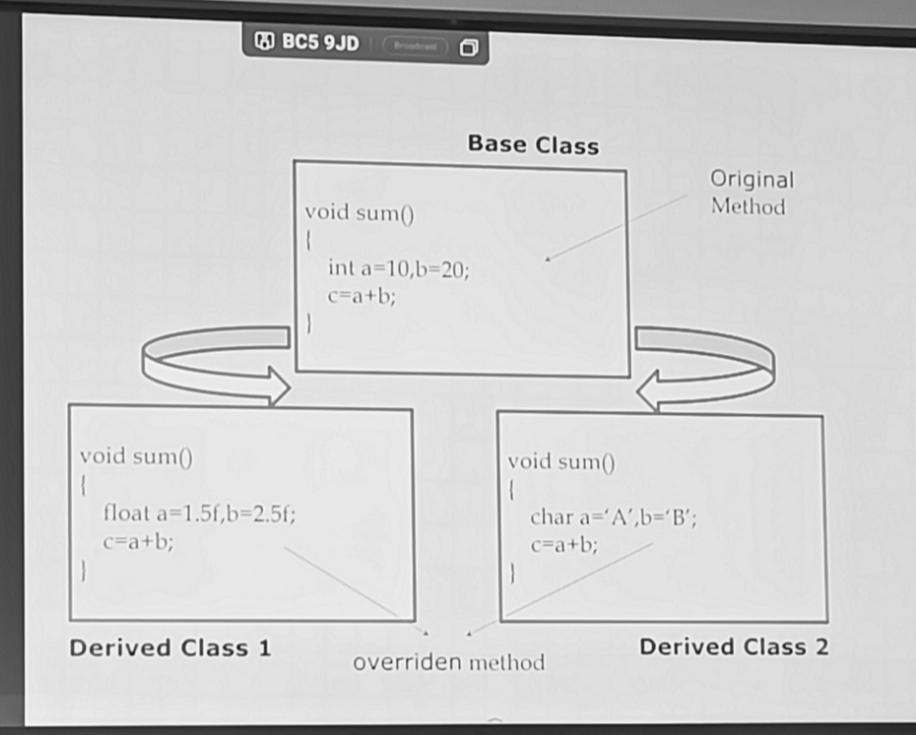 BC5 9JD
Broadcast
Base Class
Original
Method
void sum()
{
int a=10,b=20;
c=a+b;
}
void sum()
{
float a=1.5f,b=2.5f;
c=a+b;
}
void sum()
{
char a=‘A’,b=‘B’;
c=a+b;
}
Derived Class 1
overriden method
Derived Class 2